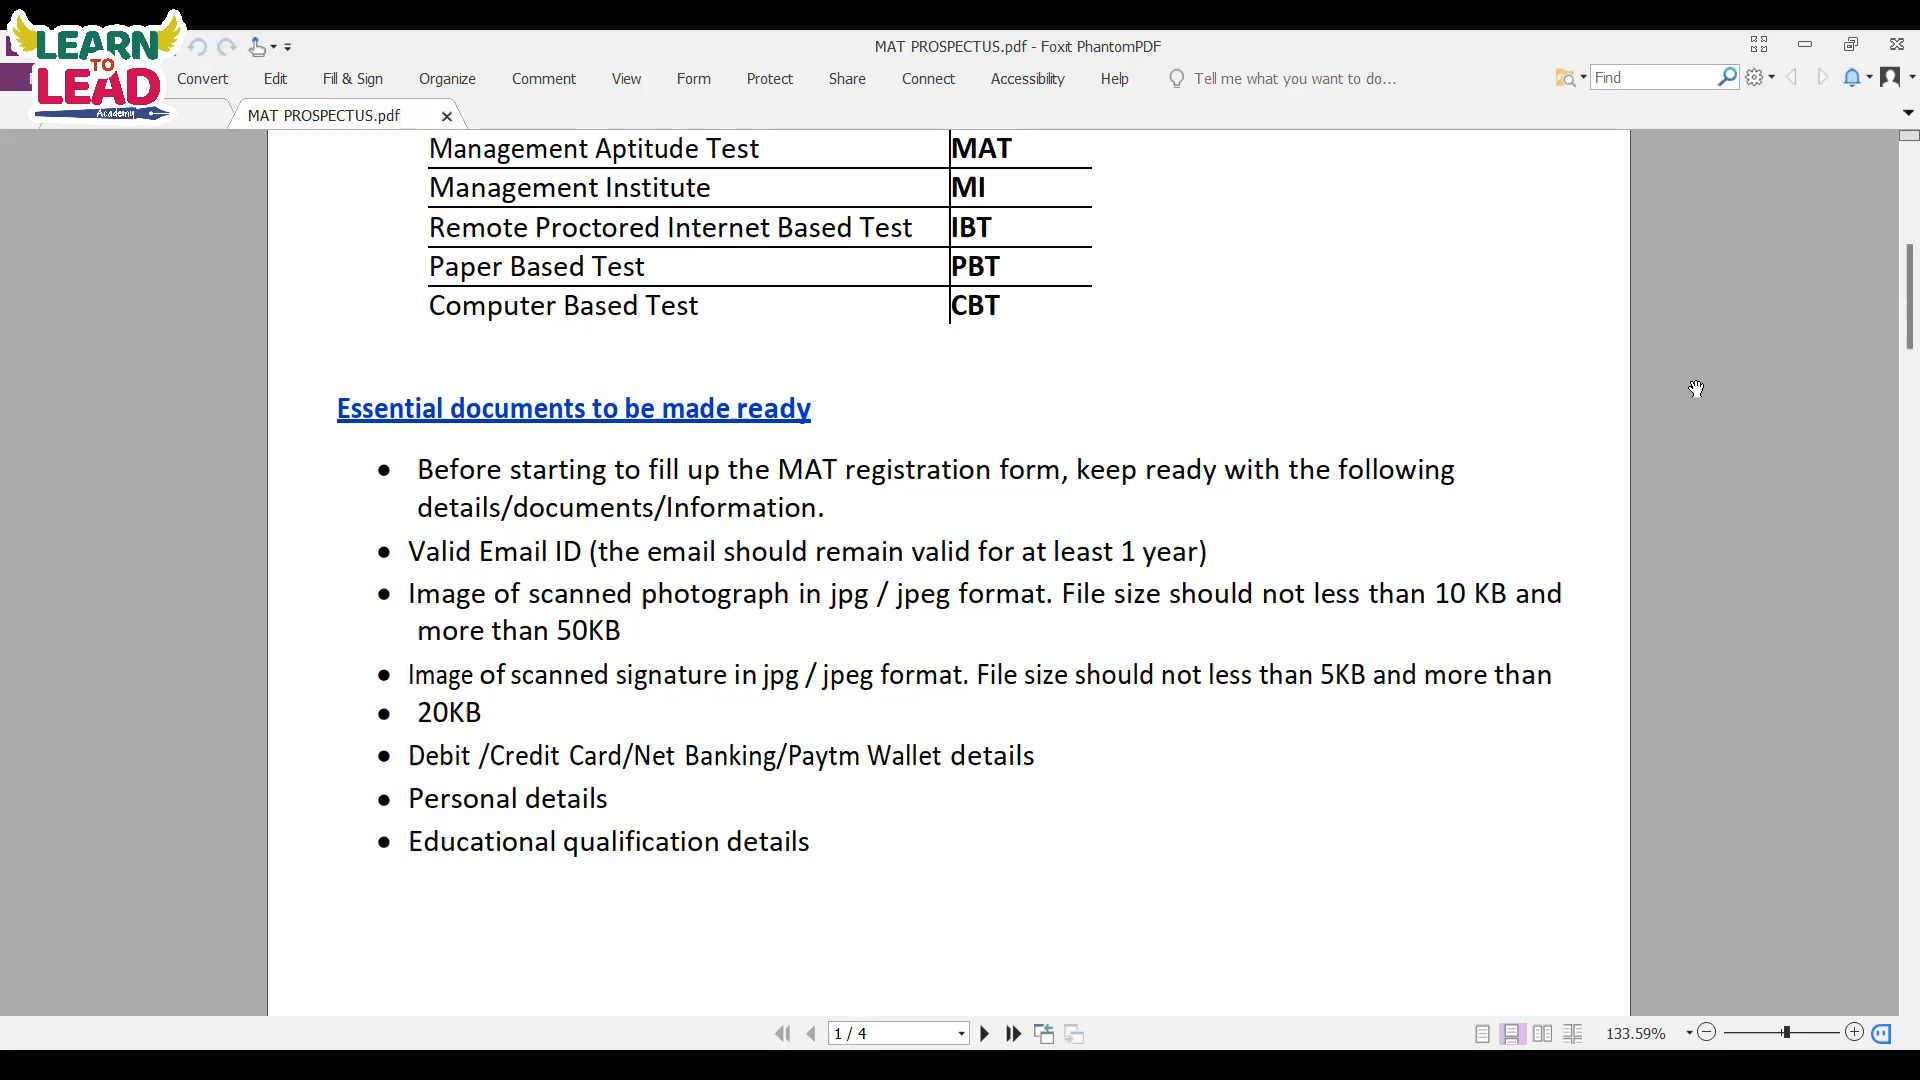 LEARN
TO
LEAD
Academy
MAT PROSPECTUS.pdf - Foxit PhantomPDF
Convert Edit Fill & Sign Organize Comment View Form Protect Share Connect Accessibility Help Tell me what you want to do... Find
MAT PROSPECTUS.pdf
Management Aptitude Test MAT
Management Institute MI
Remote Proctored Internet Based Test IBT
Paper Based Test PBT
Computer Based Test CBT
Essential documents to be made ready
• Before starting to fill up the MAT registration form, keep ready with the following
details/documents/Information.
• Valid Email ID (the email should remain valid for at least 1 year)
• Image of scanned photograph in jpg / jpeg format. File size should not less than 10 KB and
more than 50KB
• Image of scanned signature in jpg / jpeg format. File size should not less than 5KB and more than
• 20KB
• Debit /Credit Card/Net Banking/Paytm Wallet details
• Personal details
• Educational qualification details
1 / 4 133.59%